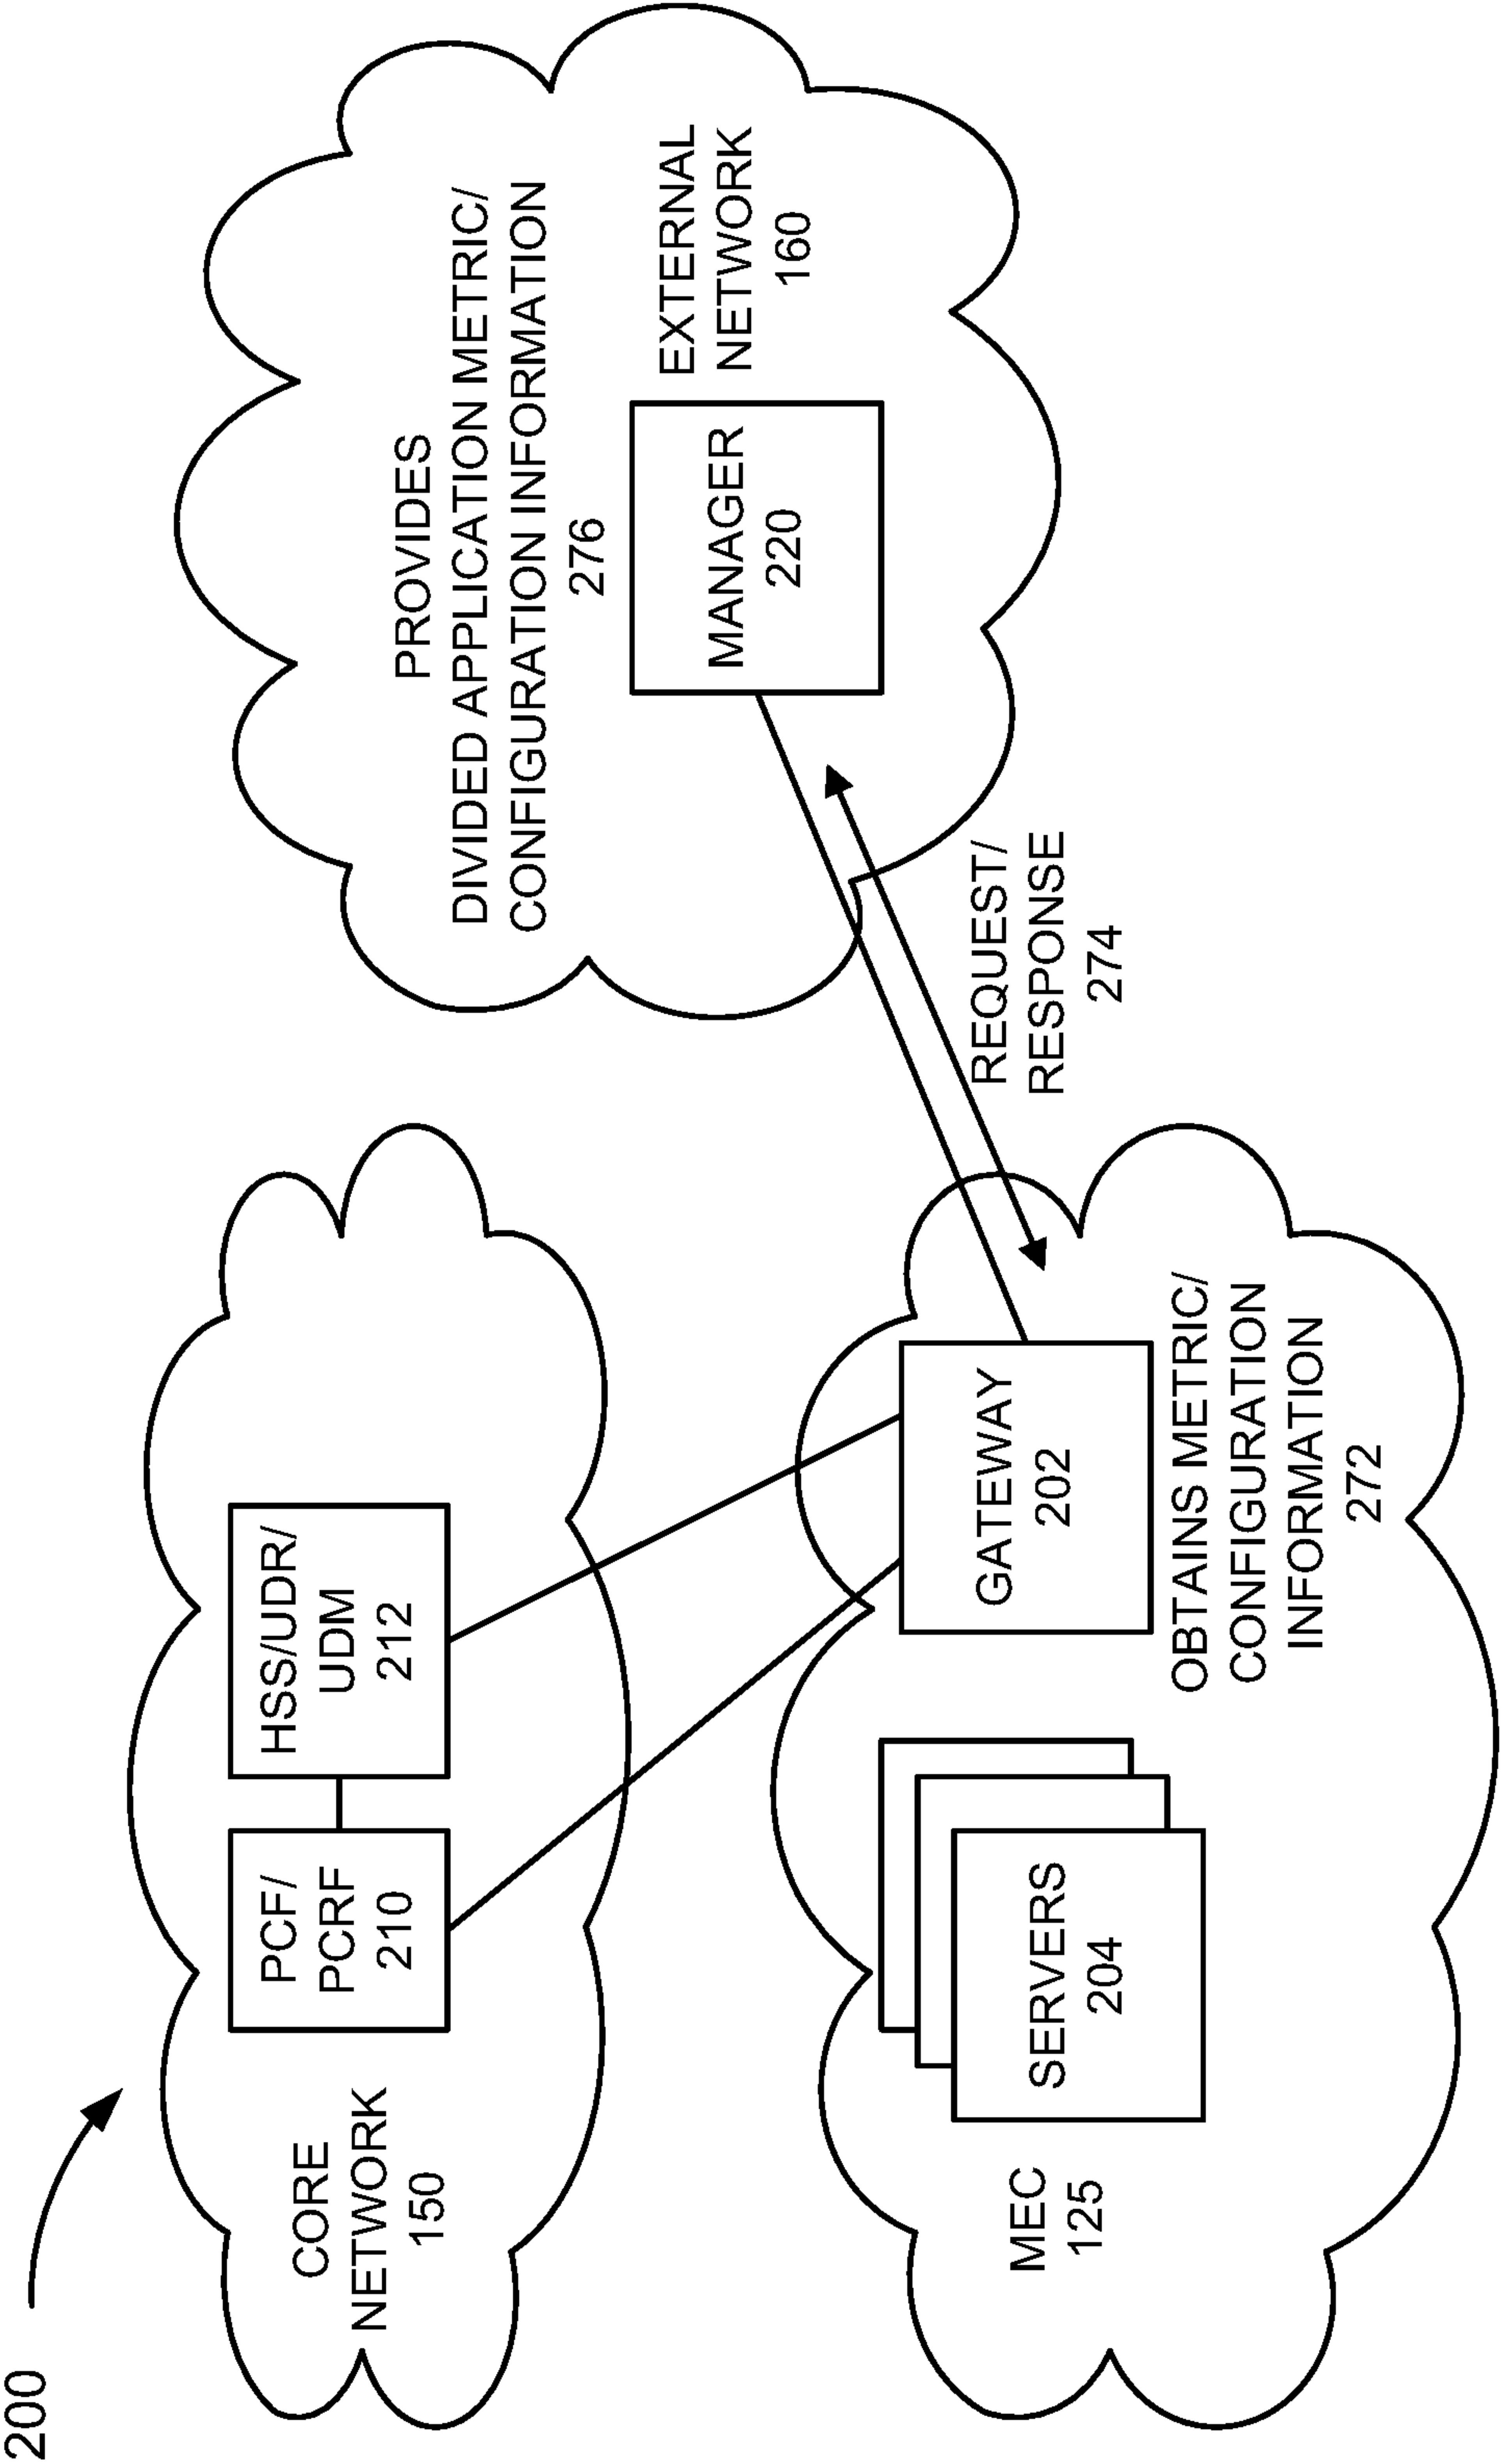 200
CORE
NETWORK
150
PCF/
PCRF
210
HSS/UDR/
UDM
212
PROVIDES
DIVIDED APPLICATION METRIC/
CONFIGURATION INFORMATION
276
MANAGER
220
EXTERNAL
NETWORK
160
REQUEST/
RESPONSE
274
MEC
125
SERVERS
204
GATEWAY
202
OBTAINS METRIC/
CONFIGURATION
INFORMATION
272